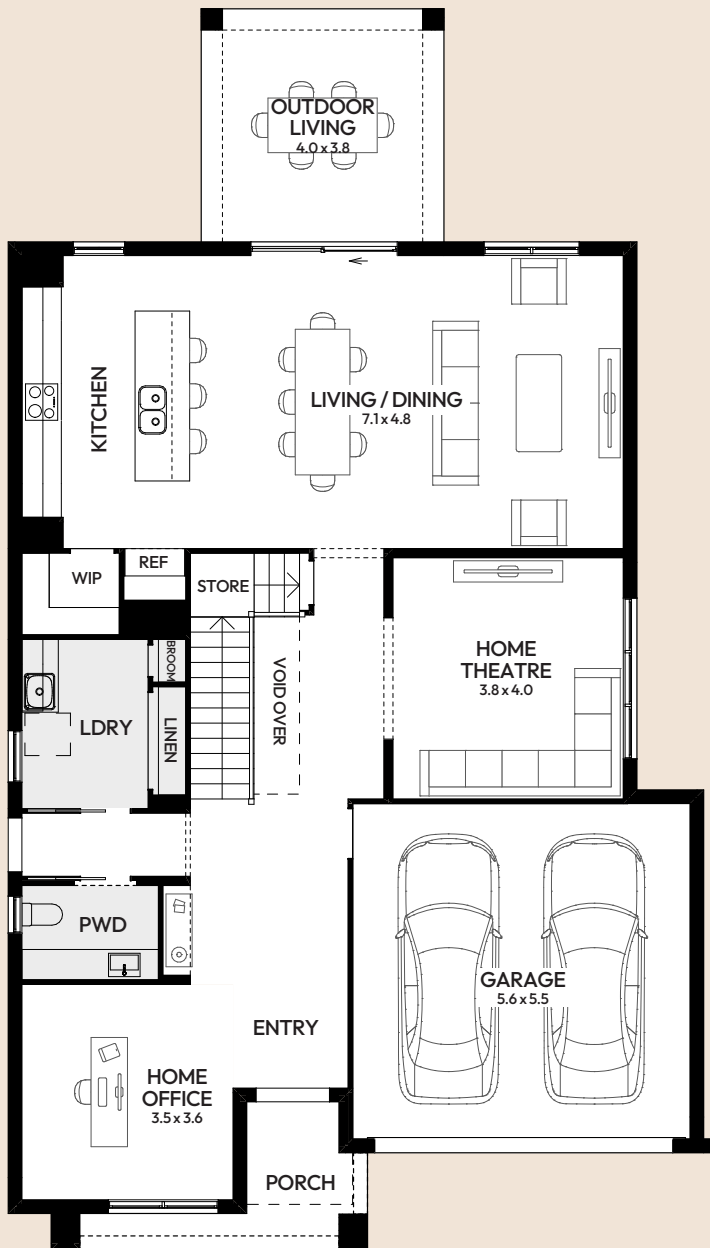 OUTDOOR
LIVING
4.0 x 3.8
KITCHEN
LIVING / DINING
7.1 x 4.8
WIP
REF
STORE
BROOM
VOID OVER
HOME
THEATRE
3.8 x 4.0
LDRY
LINEN
PWD
GARAGE
5.6 x 5.5
ENTRY
HOME
OFFICE
3.5 x 3.6
PORCH